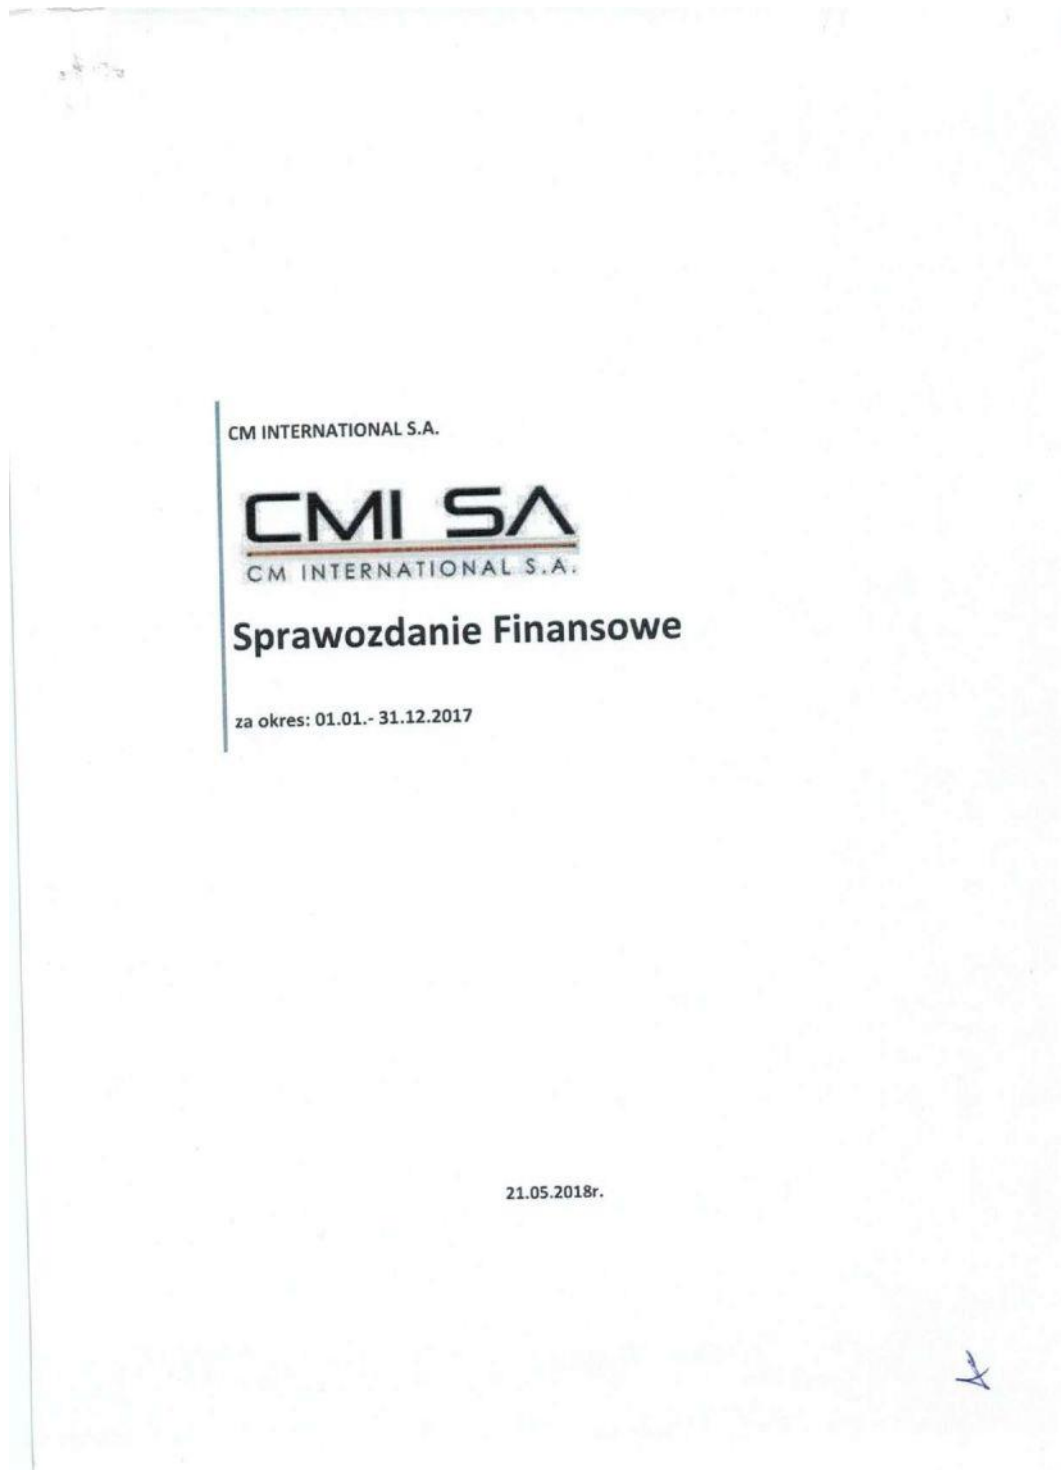 CM INTERNATIONAL S.A.
CMI SA
CM INTERNATIONAL S.A.
Sprawozdanie Finansowe
za okres: 01.01.- 31.12.2017
21.05.2018r.